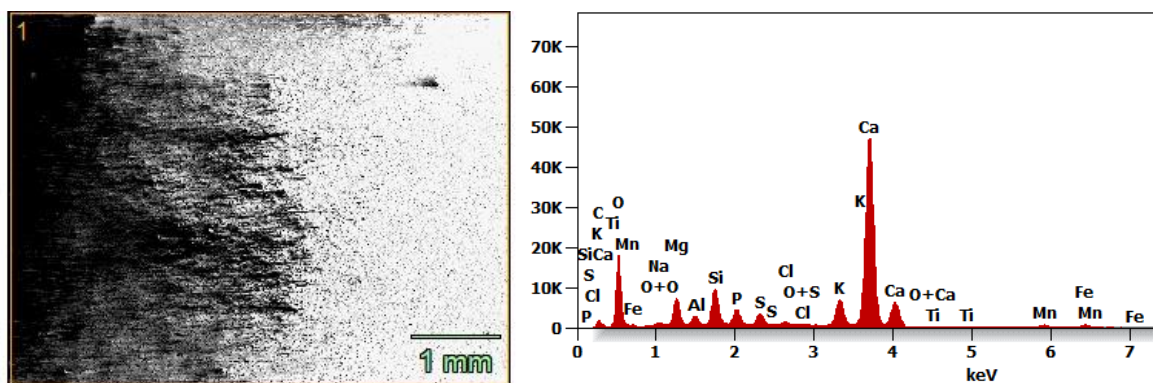 1
1 mm
70K
60K
50K
40K
30K
20K
10K
0
C
O
K
Ti
SiCa
Mn
S
Cl
P
Fe
Na
Mg
O+O
Al
Si
P
S
S
Cl
O+S
Cl
K
K
Ca
Ca
O+Ca
Ti
Ti
Mn
Fe
Mn
Fe
0
1
2
3
4
5
6
7
keV